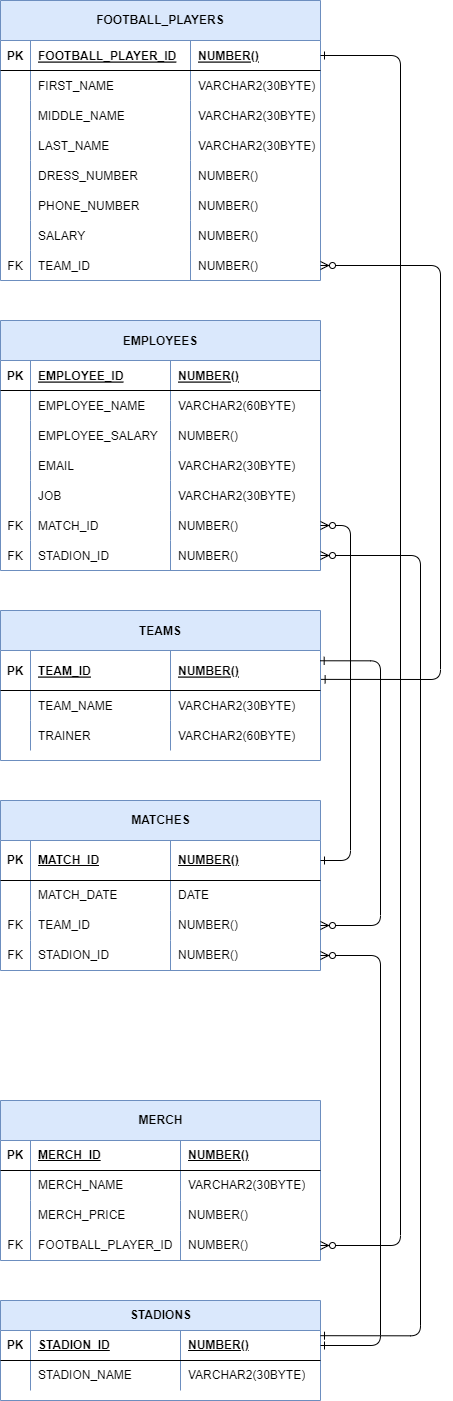 FOOTBALL_PLAYERS
PK FOOTBALL_PLAYER_ID NUMBER()
FIRST_NAME VARCHAR2(30BYTE)
MIDDLE_NAME VARCHAR2(30BYTE)
LAST_NAME VARCHAR2(30BYTE)
DRESS_NUMBER NUMBER()
PHONE_NUMBER NUMBER()
SALARY NUMBER()
FK TEAM_ID NUMBER()
EMPLOYEES
PK EMPLOYEE_ID NUMBER()
EMPLOYEE_NAME VARCHAR2(60BYTE)
EMPLOYEE_SALARY NUMBER()
EMAIL VARCHAR2(30BYTE)
JOB VARCHAR2(30BYTE)
FK MATCH_ID NUMBER()
FK STADION_ID NUMBER()
TEAMS
PK TEAM_ID NUMBER()
TEAM_NAME VARCHAR2(30BYTE)
TRAINER VARCHAR2(60BYTE)
MATCHES
PK MATCH_ID NUMBER()
MATCH_DATE DATE
FK TEAM_ID NUMBER()
FK STADION_ID NUMBER()
MERCH
PK MERCH_ID NUMBER()
MERCH_NAME VARCHAR2(30BYTE)
MERCH_PRICE NUMBER()
FK FOOTBALL_PLAYER_ID NUMBER()
STADIONS
PK STADION_ID NUMBER()
STADION_NAME VARCHAR2(30BYTE)